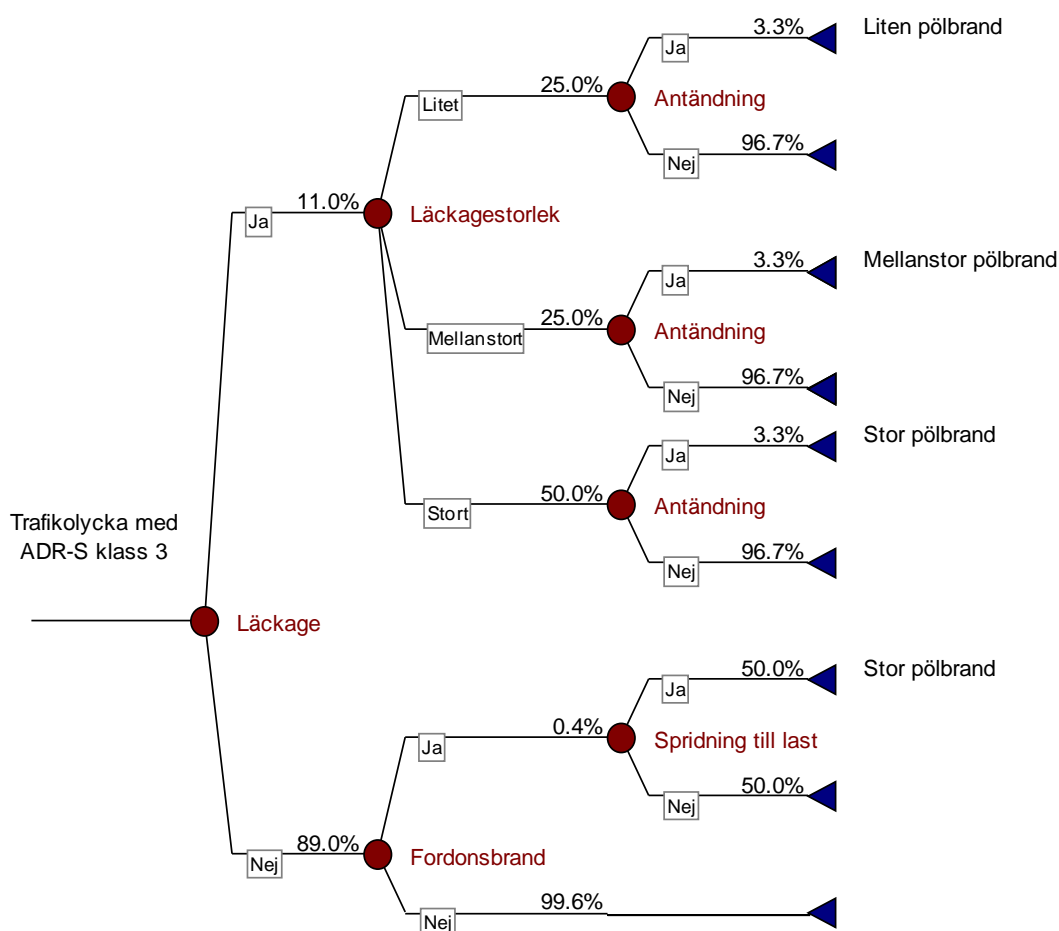 Ja
3.3%
Liten pölbrand
Litet
25.0%
Antändning
Nej
96.7%
Ja
11.0%
Läckagestorlek
Ja
3.3%
Mellanstor pölbrand
Mellanstort
25.0%
Antändning
Nej
96.7%
Ja
3.3%
Stor pölbrand
Stort
50.0%
Antändning
Nej
96.7%
Trafikolycka med
ADR-S klass 3
Läckage
Ja
50.0%
Stor pölbrand
Ja
0.4%
Spridning till last
Nej
50.0%
Nej
89.0%
Fordonsbrand
Nej
99.6%